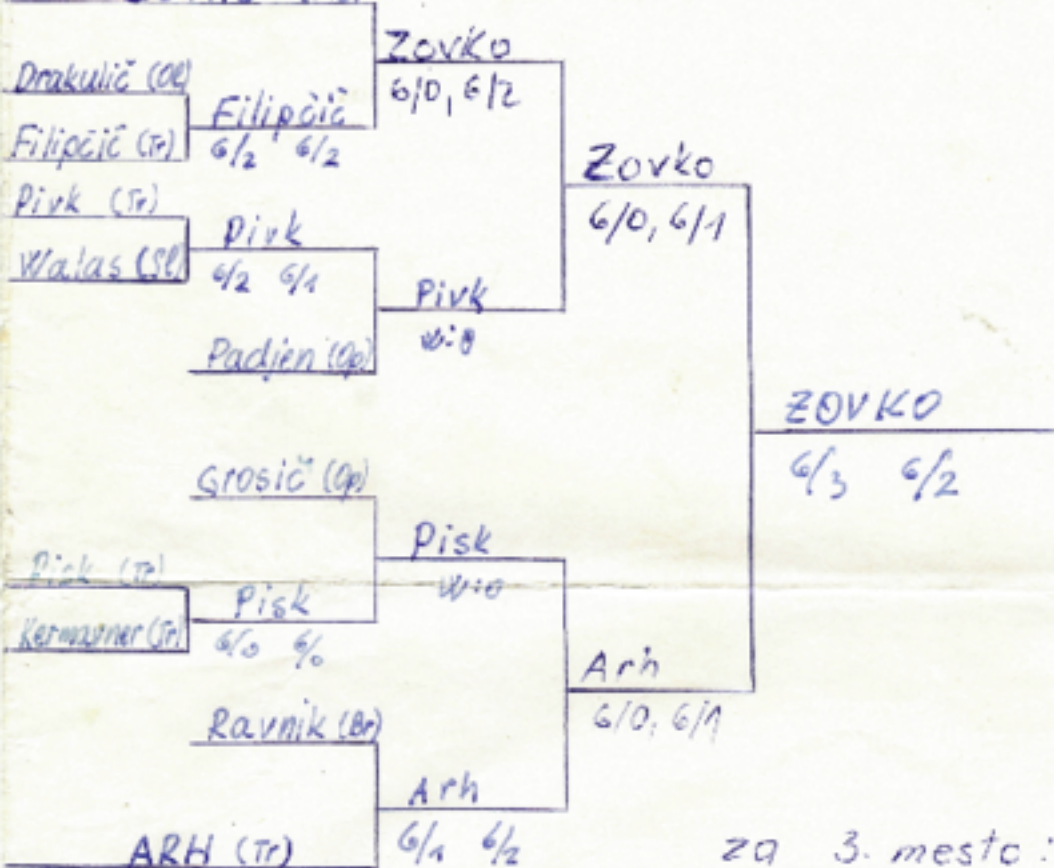 Drakulič (Ol)
Filipčič (Tr)
Filipčič
6/2 6/2
Zovko
6/0, 6/2
Pivk (Tr)
Walas (Sl)
Pivk
6/2 6/1
Padjen (Op)
Pivk
w:o
Zovko
6/0, 6/1
Grosič (Op)
Pisk (Tr)
Kermavner (Tr)
Pisk
6/0 6/0
Pisk
w:o
Ravnik (Br)
ARH (Tr)
Arh
6/1 6/2
Arh
6/0, 6/1
ZOVKO
6/3 6/2
za 3. mesto: